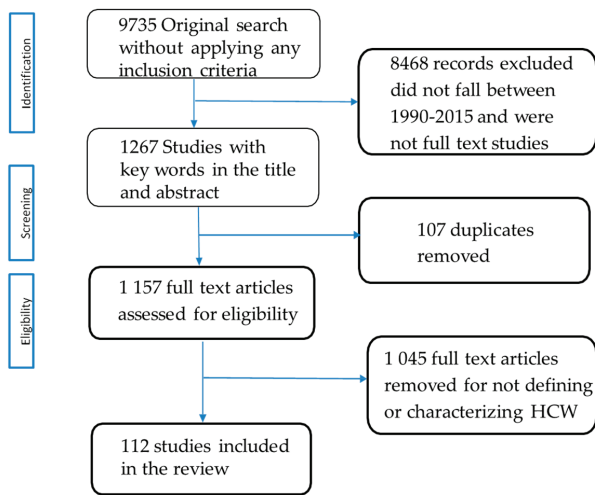 Identification
9735 Original search
without applying any
inclusion criteria
8468 records excluded
did not fall between
1990-2015 and were
not full text studies
1267 Studies with
key words in the title
and abstract
Screening
107 duplicates
removed
1 157 full text articles
assessed for eligibility
Eligibility
1 045 full text articles
removed for not defining
or characterizing HCW
112 studies included
in the review